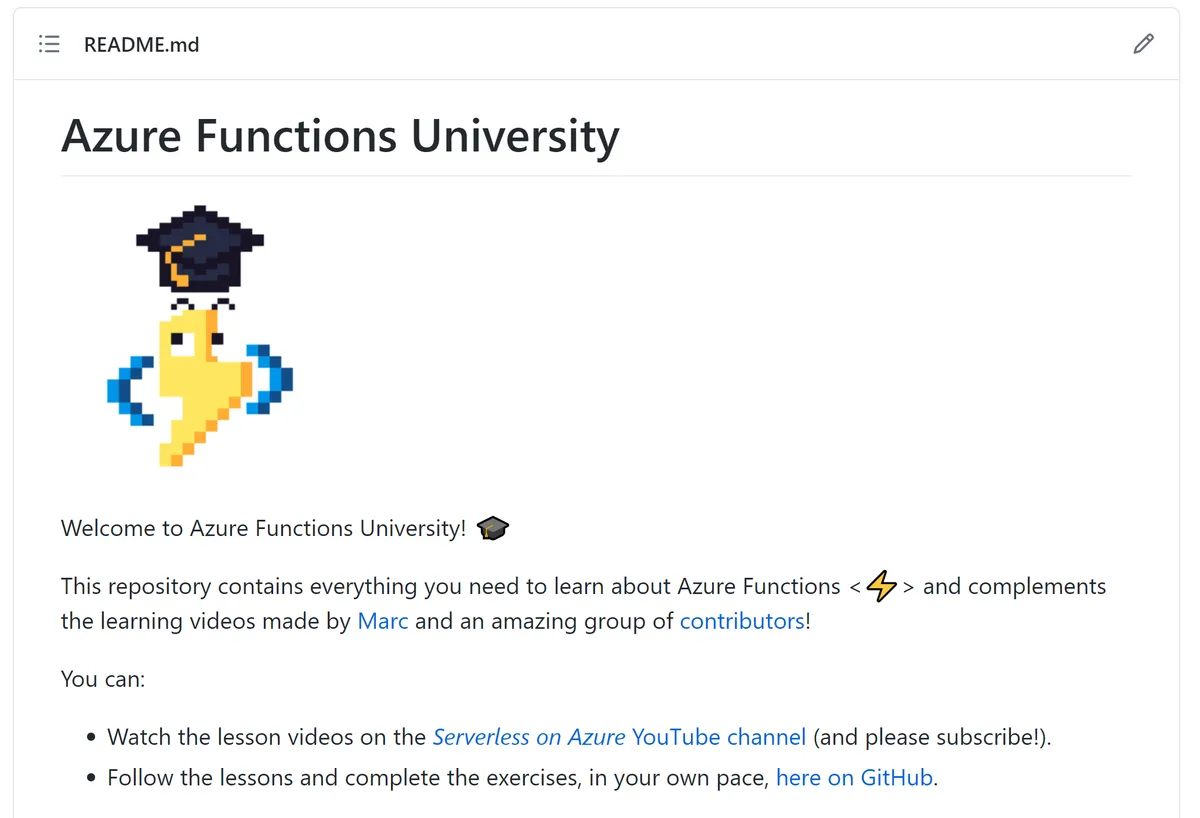 README.md
Azure Functions University
Welcome to Azure Functions University! 🎓
This repository contains everything you need to learn about Azure Functions <⚡> and complements
the learning videos made by Marc and an amazing group of contributors!
You can:
• Watch the lesson videos on the Serverless on Azure YouTube channel (and please subscribe!).
• Follow the lessons and complete the exercises, in your own pace, here on GitHub.